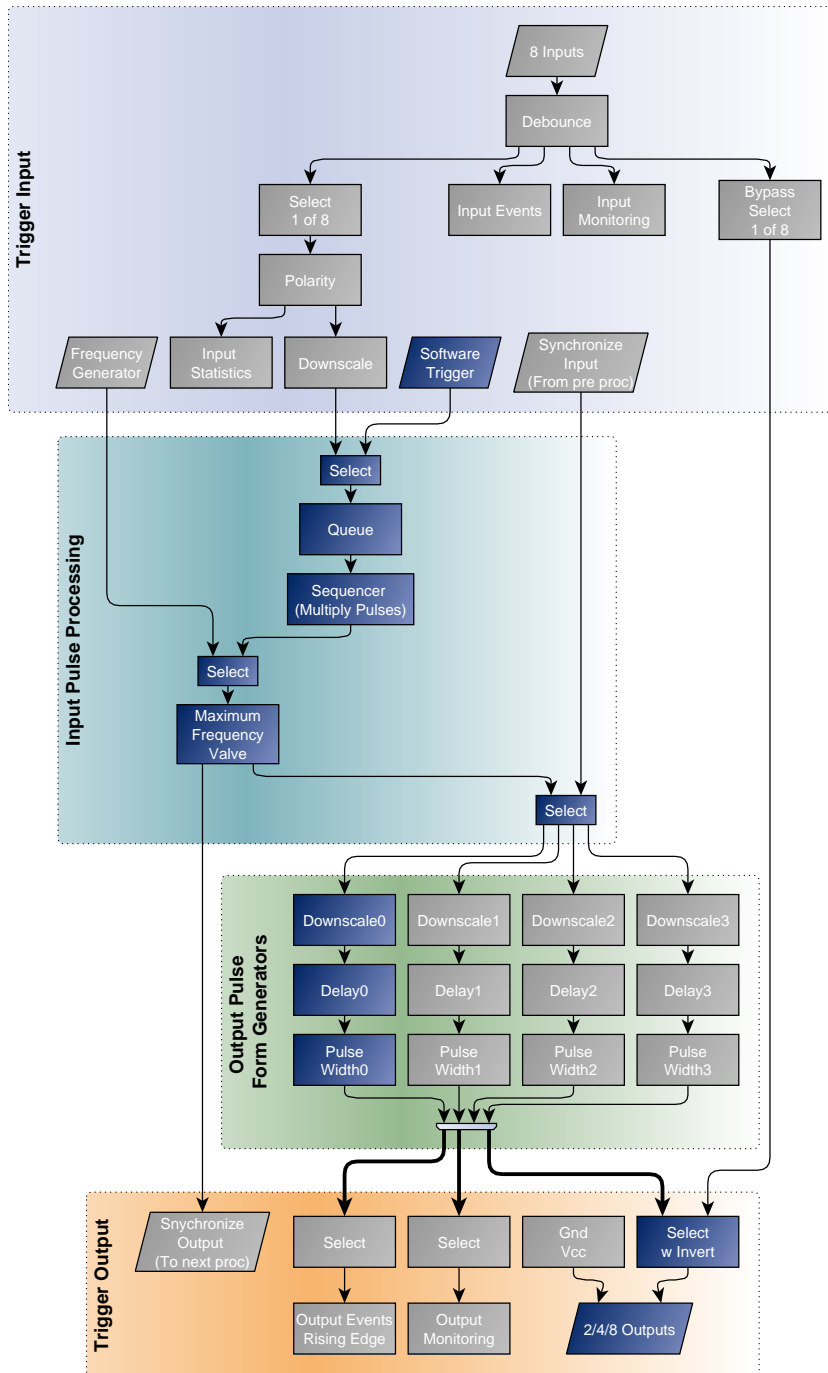 8 Inputs
Debounce
Trigger Input
Select
1 of 8
Input Events
Input
Monitoring
Bypass
Select
1 of 8
Polarity
Frequency
Generator
Input
Statistics
Downscale
Software
Trigger
Synchronize
Input
(From pre proc)
Input Pulse Processing
Select
Queue
Sequencer
(Multiply Pulses)
Select
Maximum
Frequency
Valve
Select
Output Pulse
Form Generators
Downscale0
Downscale1
Downscale2
Downscale3
Delay0
Delay1
Delay2
Delay3
Pulse
Width0
Pulse
Width1
Pulse
Width2
Pulse
Width3
Trigger Output
Snychronize
Output
(To next proc)
Select
Select
Gnd
Vcc
Select
w Invert
Output Events
Rising Edge
Output
Monitoring
2/4/8 Outputs